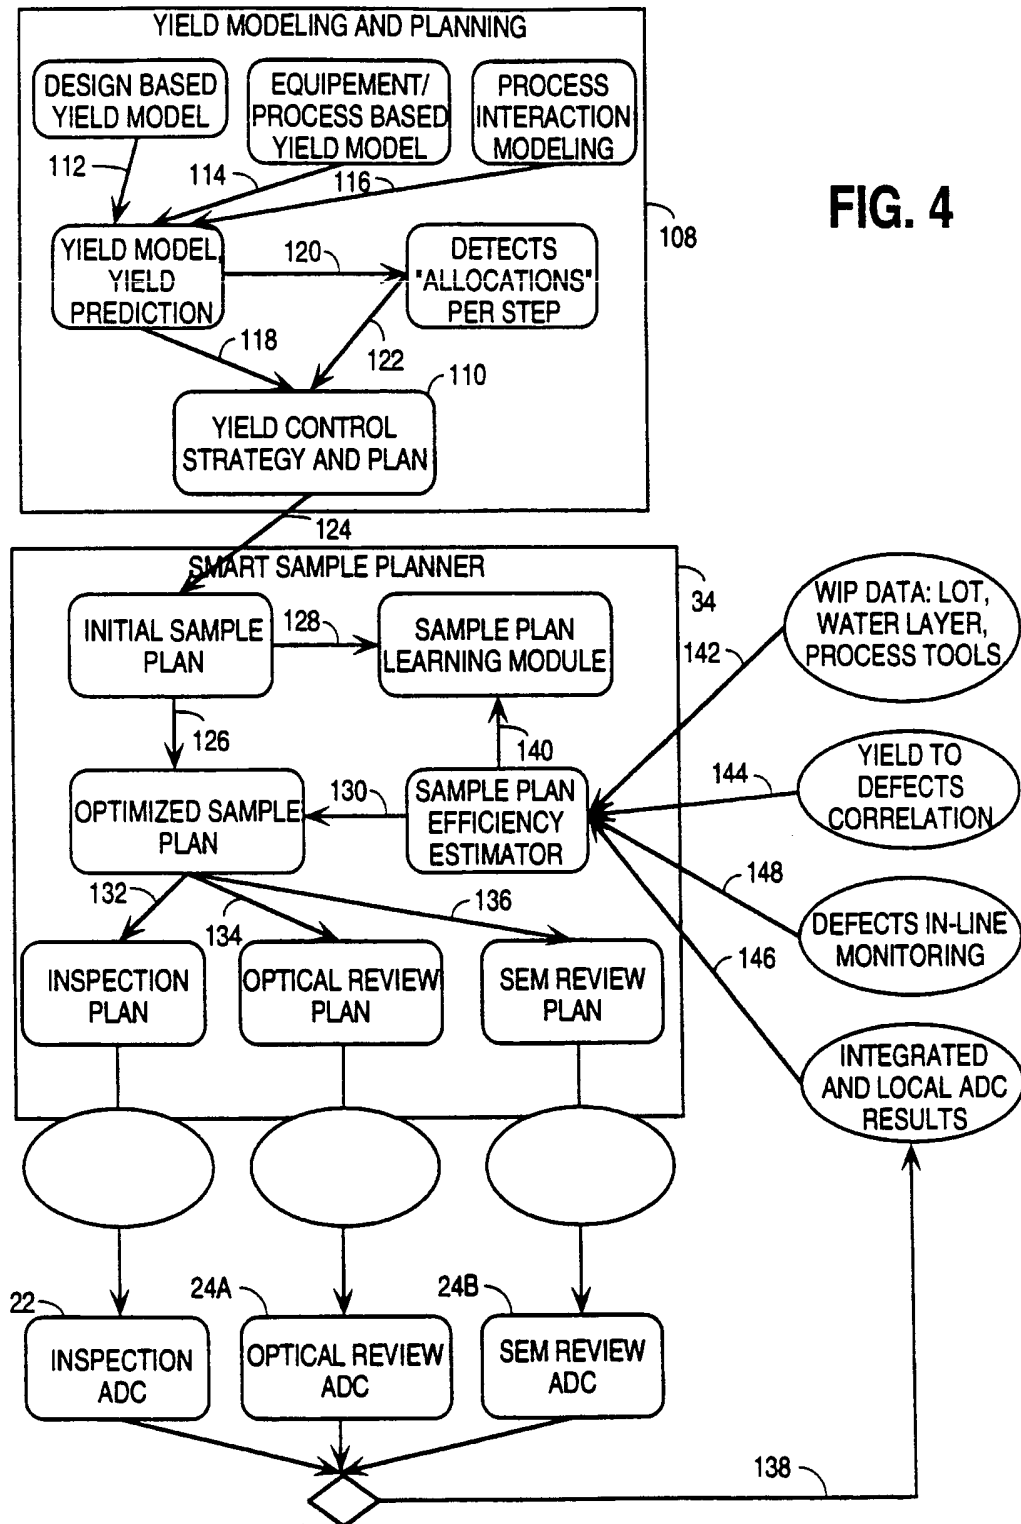 YIELD MODELING AND PLANNING
DESIGN BASED
YIELD MODEL
EQUIPEMENT/
PROCESS BASED
YIELD MODEL
PROCESS
INTERACTION
MODELING
112
114
116
108
FIG. 4
YIELD MODEL,
YIELD
PREDICTION
120
DETECTS
"ALLOCATIONS"
PER STEP
118
122
110
YIELD CONTROL
STRATEGY AND PLAN
124
SMART SAMPLE PLANNER
34
INITIAL SAMPLE
PLAN
128
SAMPLE PLAN
LEARNING MODULE
142
WIP DATA: LOT,
WATER LAYER,
PROCESS TOOLS
126
140
OPTIMIZED SAMPLE
PLAN
130
SAMPLE PLAN
EFFICIENCY
ESTIMATOR
144
YIELD TO
DEFECTS
CORRELATION
132
134
136
148
DEFECTS IN-LINE
MONITORING
146
INSPECTION
PLAN
OPTICAL REVIEW
PLAN
SEM REVIEW
PLAN
INTEGRATED
AND LOCAL ADC
RESULTS
22
24A
24B
INSPECTION
ADC
OPTICAL REVIEW
ADC
SEM REVIEW
ADC
138